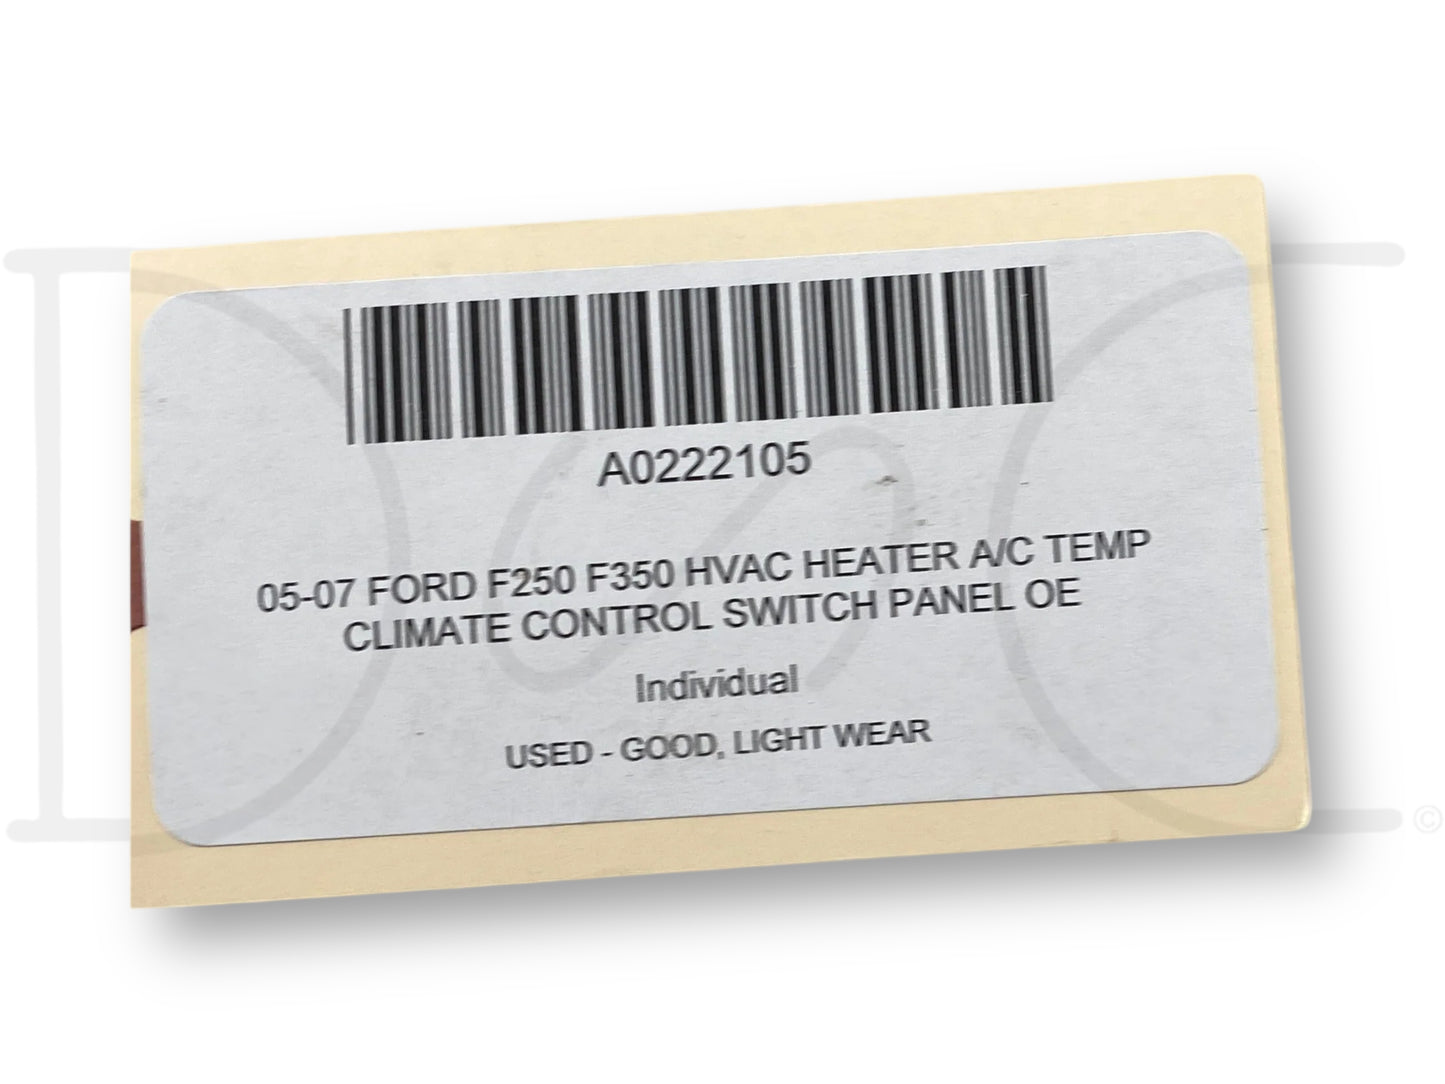 A0222105
05-07 FORD F250 F350 HVAC HEATER A/C TEMP
CLIMATE CONTROL SWITCH PANEL OE
Individual
USED - GOOD, LIGHT WEAR
©